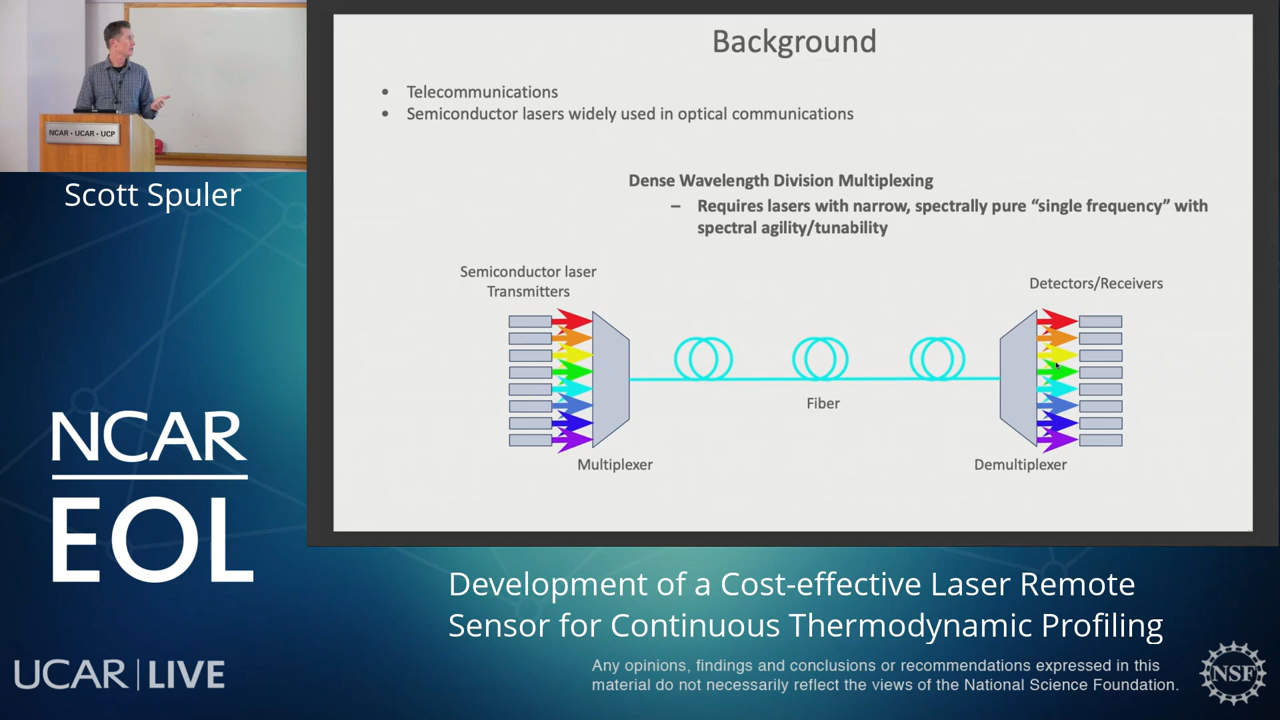 Background
• Telecommunications
• Semiconductor lasers widely used in optical communications
Dense Wavelength Division Multiplexing
– Requires lasers with narrow, spectrally pure “single frequency” with
spectral agility/tunability
Semiconductor laser
Transmitters
Detectors/Receivers
Fiber
Multiplexer
Demultiplexer
NCAR • UCAR • UCP
Scott Spuler
NCAR
EOL
UCAR | LIVE
Development of a Cost-effective Laser Remote
Sensor for Continuous Thermodynamic Profiling
Any opinions, findings and conclusions or recommendations expressed in this
material do not necessarily reflect the views of the National Science Foundation.
NSF